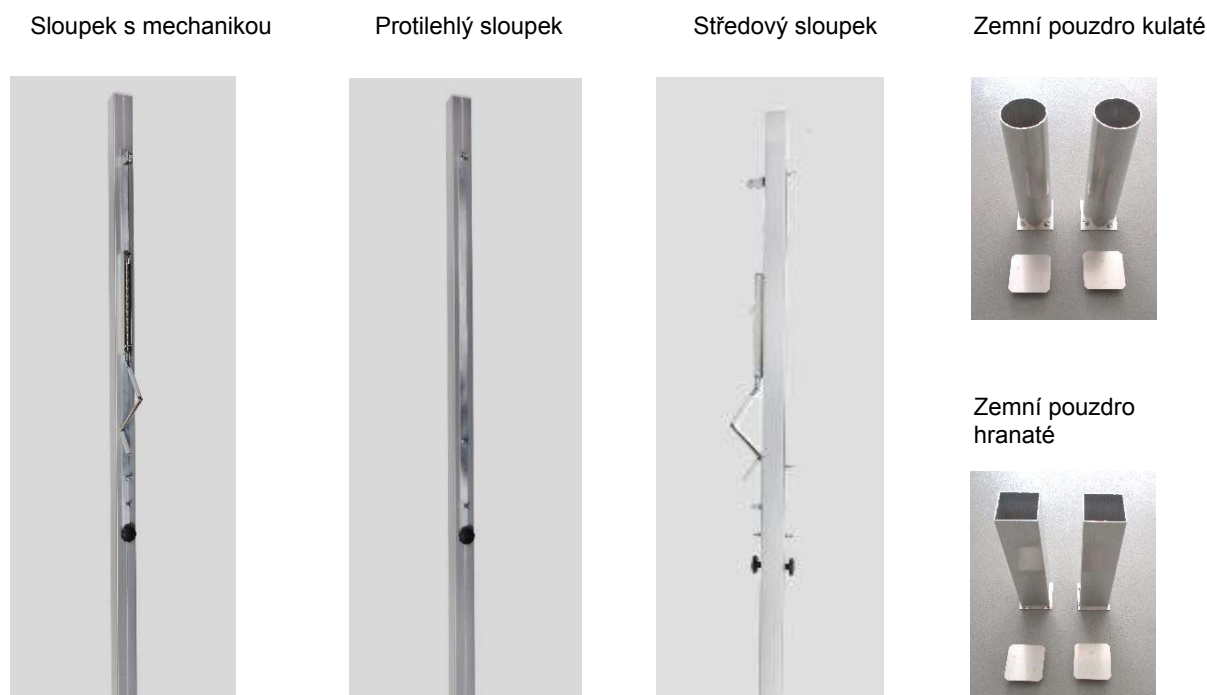 Sloupek s mechanikou
Protilehlý sloupek
Středový sloupek
Zemní pouzdro kulaté
Zemní pouzdro
hranaté